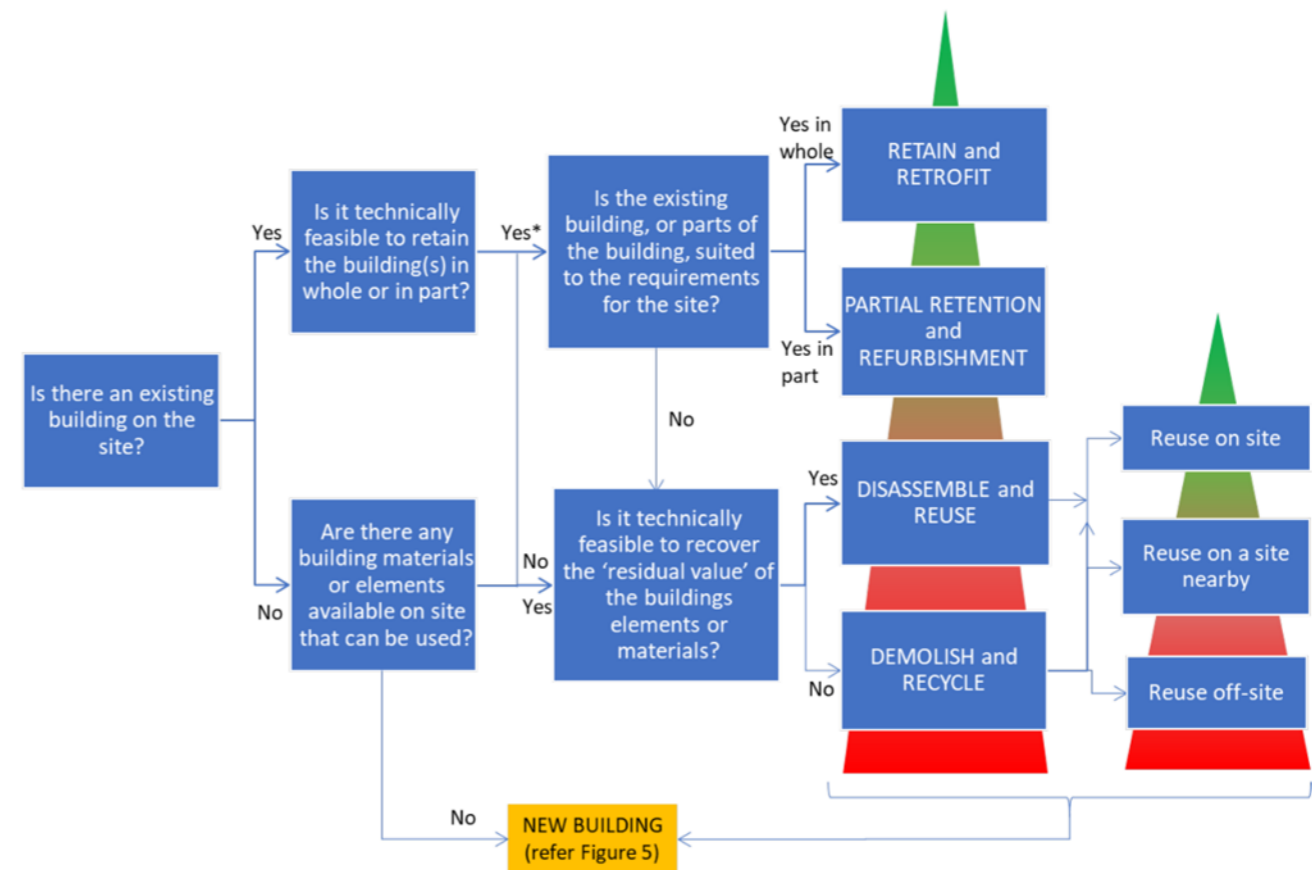 Is there an existing
building on the
site?
Yes
No
Is it technically
feasible to retain
the building(s) in
whole or in part?
Are there any
building materials
or elements
available on site
that can be used?
Yes*
No
Yes
No
Is the existing
building, or parts of
the building, suited
to the requirements
for the site?
No
Is it technically
feasible to recover
the ‘residual value’ of
the buildings
elements or
materials?
Yes in
whole
Yes in
part
Yes
No
RETAIN and
RETROFIT
PARTIAL RETENTION
and
REFURBISHMENT
DISASSEMBLE and
REUSE
DEMOLISH and
RECYCLE
Reuse on site
Reuse on a site
nearby
Reuse off-site
NEW BUILDING
(refer Figure 5)